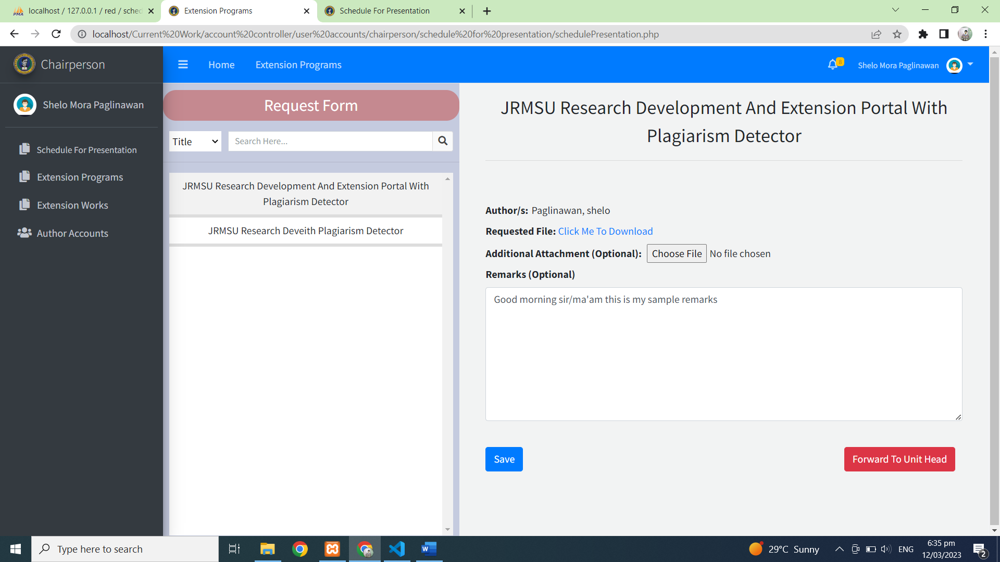 localhost / 127.0.0.1 / red / sched
Extension Programs
Schedule For Presentation
localhost/Current%20Work/account%20controller/user%20accounts/chairperson/schedule%20for%20presentation/schedulePresentation.php
Chairperson
Home
Extension Programs
8
Shelo Mora Paglinawan
Shelo Mora Paglinawan
Schedule For Presentation
Extension Programs
Extension Works
Author Accounts
Request Form
Title
Search Here...
JRMSU Research Development And Extension Portal With
Plagiarism Detector
JRMSU Research Deveith Plagiarism Detector
JRMSU Research Development And Extension Portal With
Plagiarism Detector
Author/s: Paglinawan, shelo
Requested File: Click Me To Download
Additional Attachment (Optional): Choose File No file chosen
Remarks (Optional)
Good morning sir/ma'am this is my sample remarks
Save
Forward To Unit Head
Type here to search
29°C Sunny
ENG
6:35 pm
12/03/2023
2